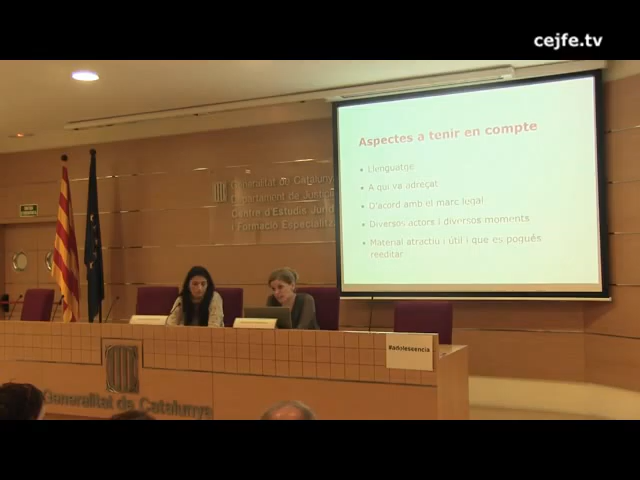 cejfe.tv
Aspectes a tenir en compte
• Llenguatge
• A qui va adreçat
• D'acord amb el marc legal
• Diversos actors i diversos moments
• Material atractiu i útil i que es pogués
reeditar
Generalitat de Catalunya
Departament de Justícia
Centre d'Estudis Juríd
i Formació Especialitz
#adolescencia
Generalitat de Catalunya